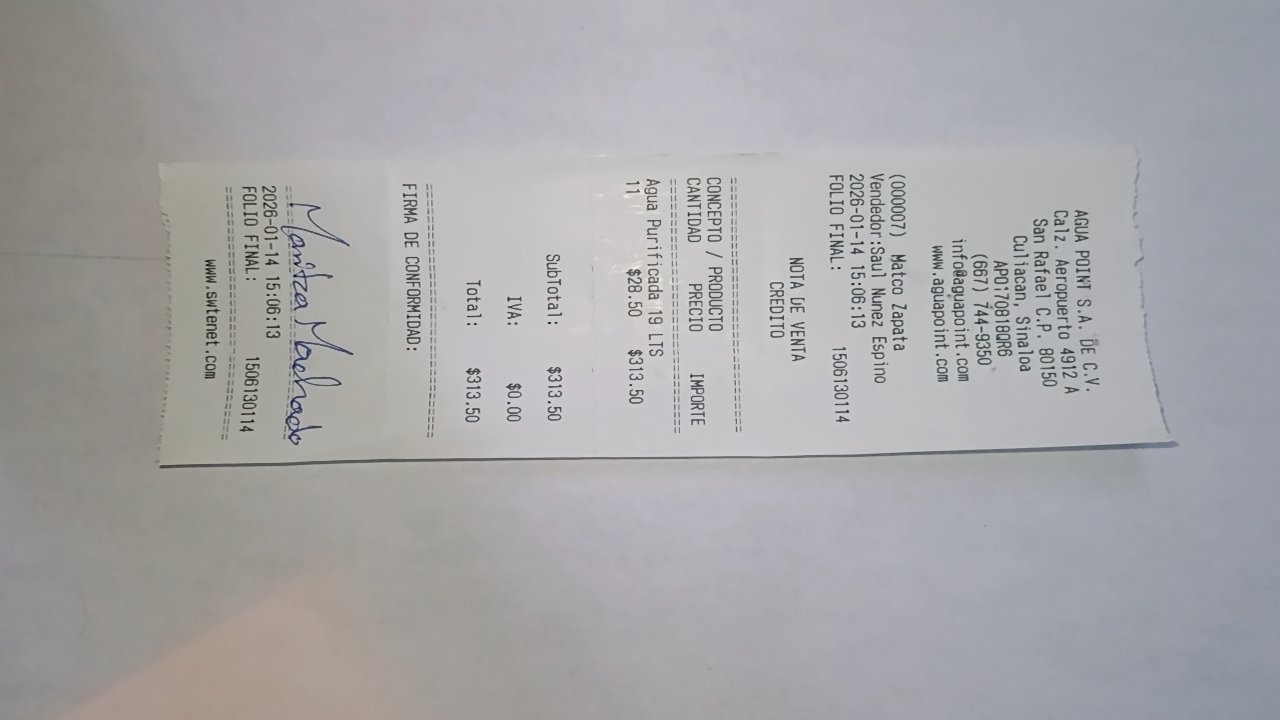 AGUA POINT S.A. DE C.V.
Calz. Aeropuerto 4912 A
San Rafael C.P. 80150
Culiacan, Sinaloa
APO:70818QR6
(667) 744-9350
info@aguapoint.com
www.aguapoint.com
(000007) Matco Zapata
Vendedor:Saul Nunez Espino
2026-01-14 15:06:13
FOLIO FINAL: 1506130114
NOTA DE VENTA
CREDITO
CONCEPTO / PRODUCTO
CANTIDAD PRECIO IMPORTE
Agua Purificada 19 LTS
11 $28.50 $313.50
SubTotal: $313.50
IVA: $0.00
Total: $313.50
FIRMA DE CONFORMIDAD:
Maritza Machado
2026-01-14 15:06:13
FOLIO FINAL: 1506130114
www.swtenet.com